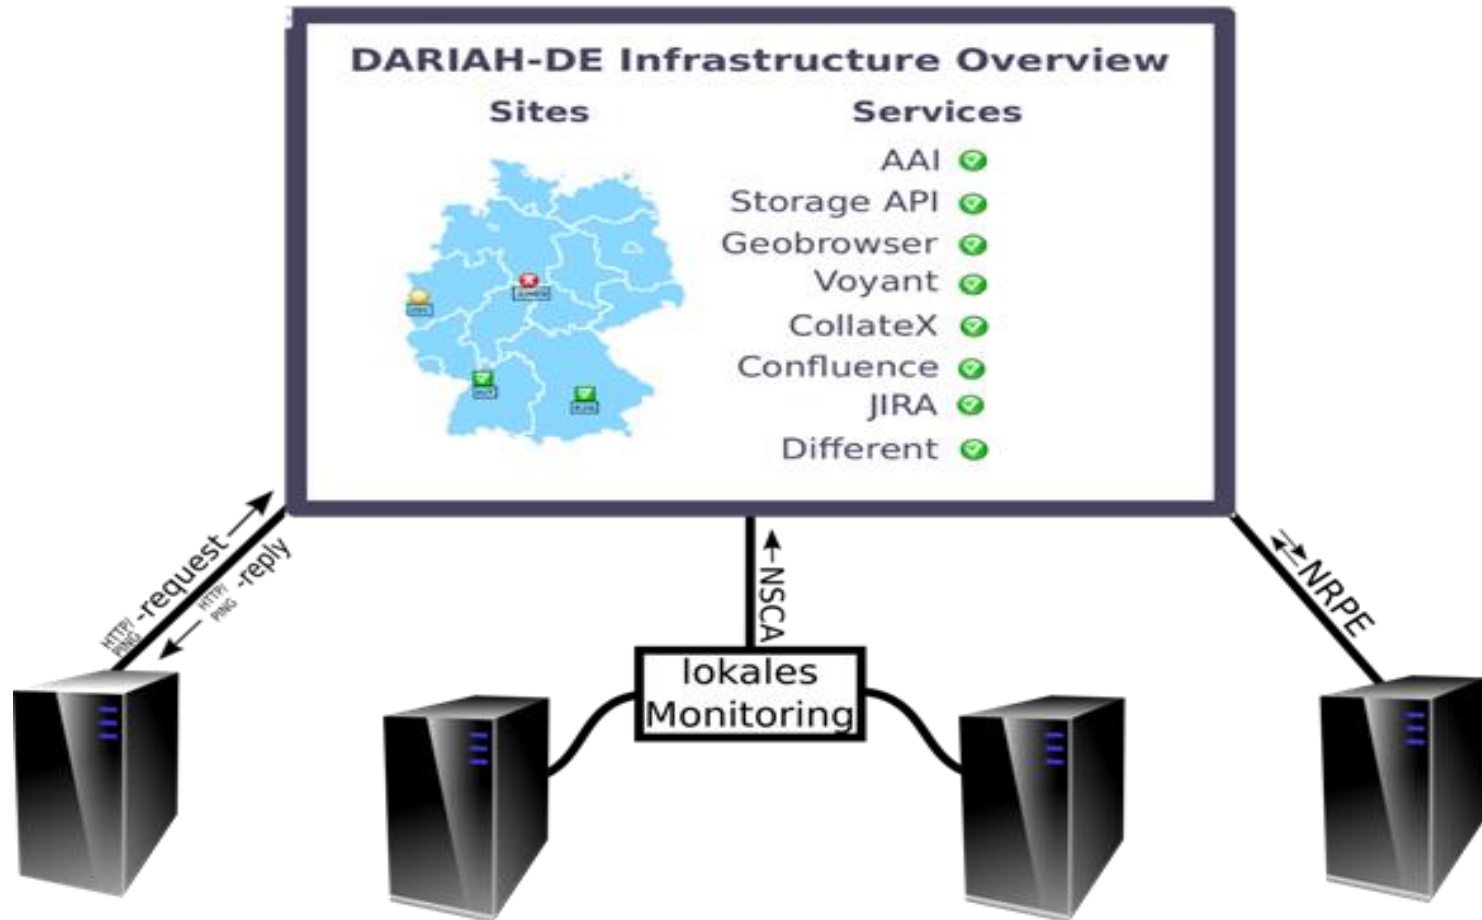 DARIAH-DE Infrastructure Overview
Sites
Services
AAI
Storage API
Geobrowser
Voyant
CollateX
Confluence
JIRA
Different
HTTP/
PING -request
HTTP/
PING -reply
NSCA
NRPE
lokales
Monitoring